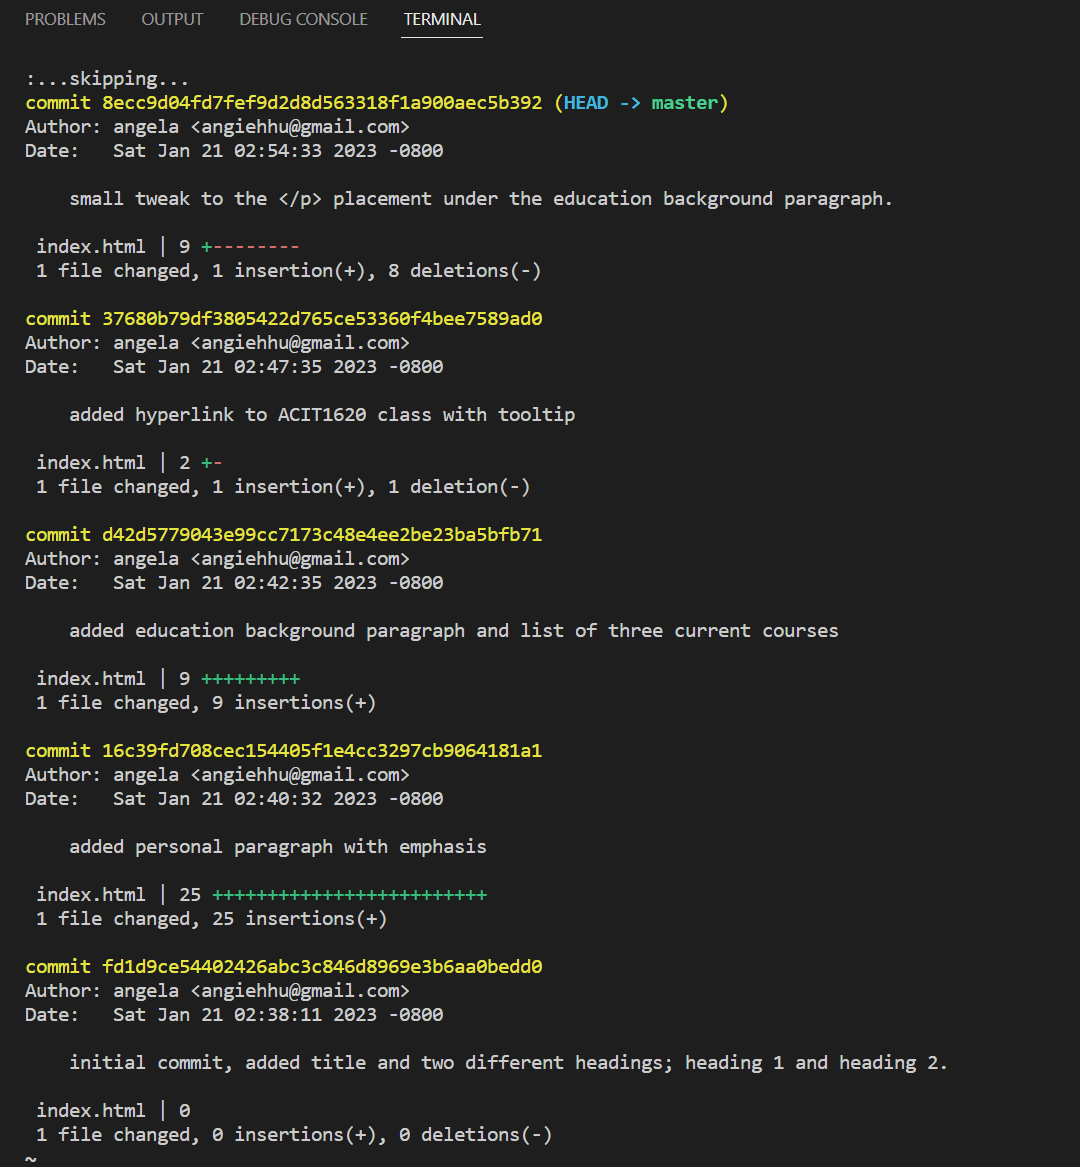 PROBLEMS OUTPUT DEBUG CONSOLE TERMINAL
:...skipping...
commit 8ecc9d04fd7fef9d2d8d563318f1a900aec5b392 (HEAD -> master)
Author: angela <angiehhu@gmail.com>
Date:   Sat Jan 21 02:54:33 2023 -0800
    small tweak to the </p> placement under the education background paragraph.
 index.html | 9 +--------
 1 file changed, 1 insertion(+), 8 deletions(-)
commit 37680b79df3805422d765ce53360f4bee7589ad0
Author: angela <angiehhu@gmail.com>
Date:   Sat Jan 21 02:47:35 2023 -0800
    added hyperlink to ACIT1620 class with tooltip
 index.html | 2 +-
 1 file changed, 1 insertion(+), 1 deletion(-)
commit d42d5779043e99cc7173c48e4ee2be23ba5bfb71
Author: angela <angiehhu@gmail.com>
Date:   Sat Jan 21 02:42:35 2023 -0800
    added education background paragraph and list of three current courses
 index.html | 9 +++++++++
 1 file changed, 9 insertions(+)
commit 16c39fd708cec154405f1e4cc3297cb9064181a1
Author: angela <angiehhu@gmail.com>
Date:   Sat Jan 21 02:40:32 2023 -0800
    added personal paragraph with emphasis
 index.html | 25 +++++++++++++++++++++++++
 1 file changed, 25 insertions(+)
commit fd1d9ce54402426abc3c846d8969e3b6aa0bedd0
Author: angela <angiehhu@gmail.com>
Date:   Sat Jan 21 02:38:11 2023 -0800
    initial commit, added title and two different headings; heading 1 and heading 2.
 index.html | 0
 1 file changed, 0 insertions(+), 0 deletions(-)
~